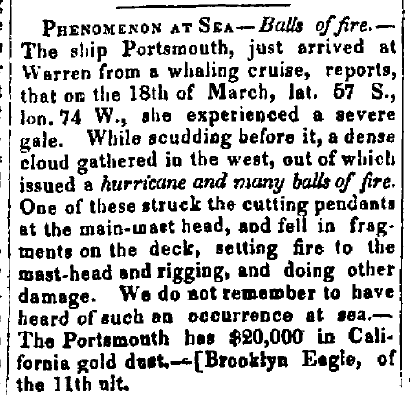 PHENOMENON AT SEA—Balls of fire.—
The ship Portsmouth, just arrived at
Warren from a whaling cruise, reports,
that on the 18th of March, lat. 57 S.,
lon. 74 W., she experienced a severe
gale. While scudding before it, a dense
cloud gathered in the west, out of which
issued a hurricane and many balls of fire.
One of these struck the cutting pendants
at the main-mast head, and fell in frag-
ments on the deck, setting fire to the
mast-head and rigging, and doing other
damage. We do not remember to have
heard of such an occurrence at sea.—
The Portsmouth has $20,000 in Cali-
fornia gold dust.—[Brooklyn Eagle, of
the 11th ult.